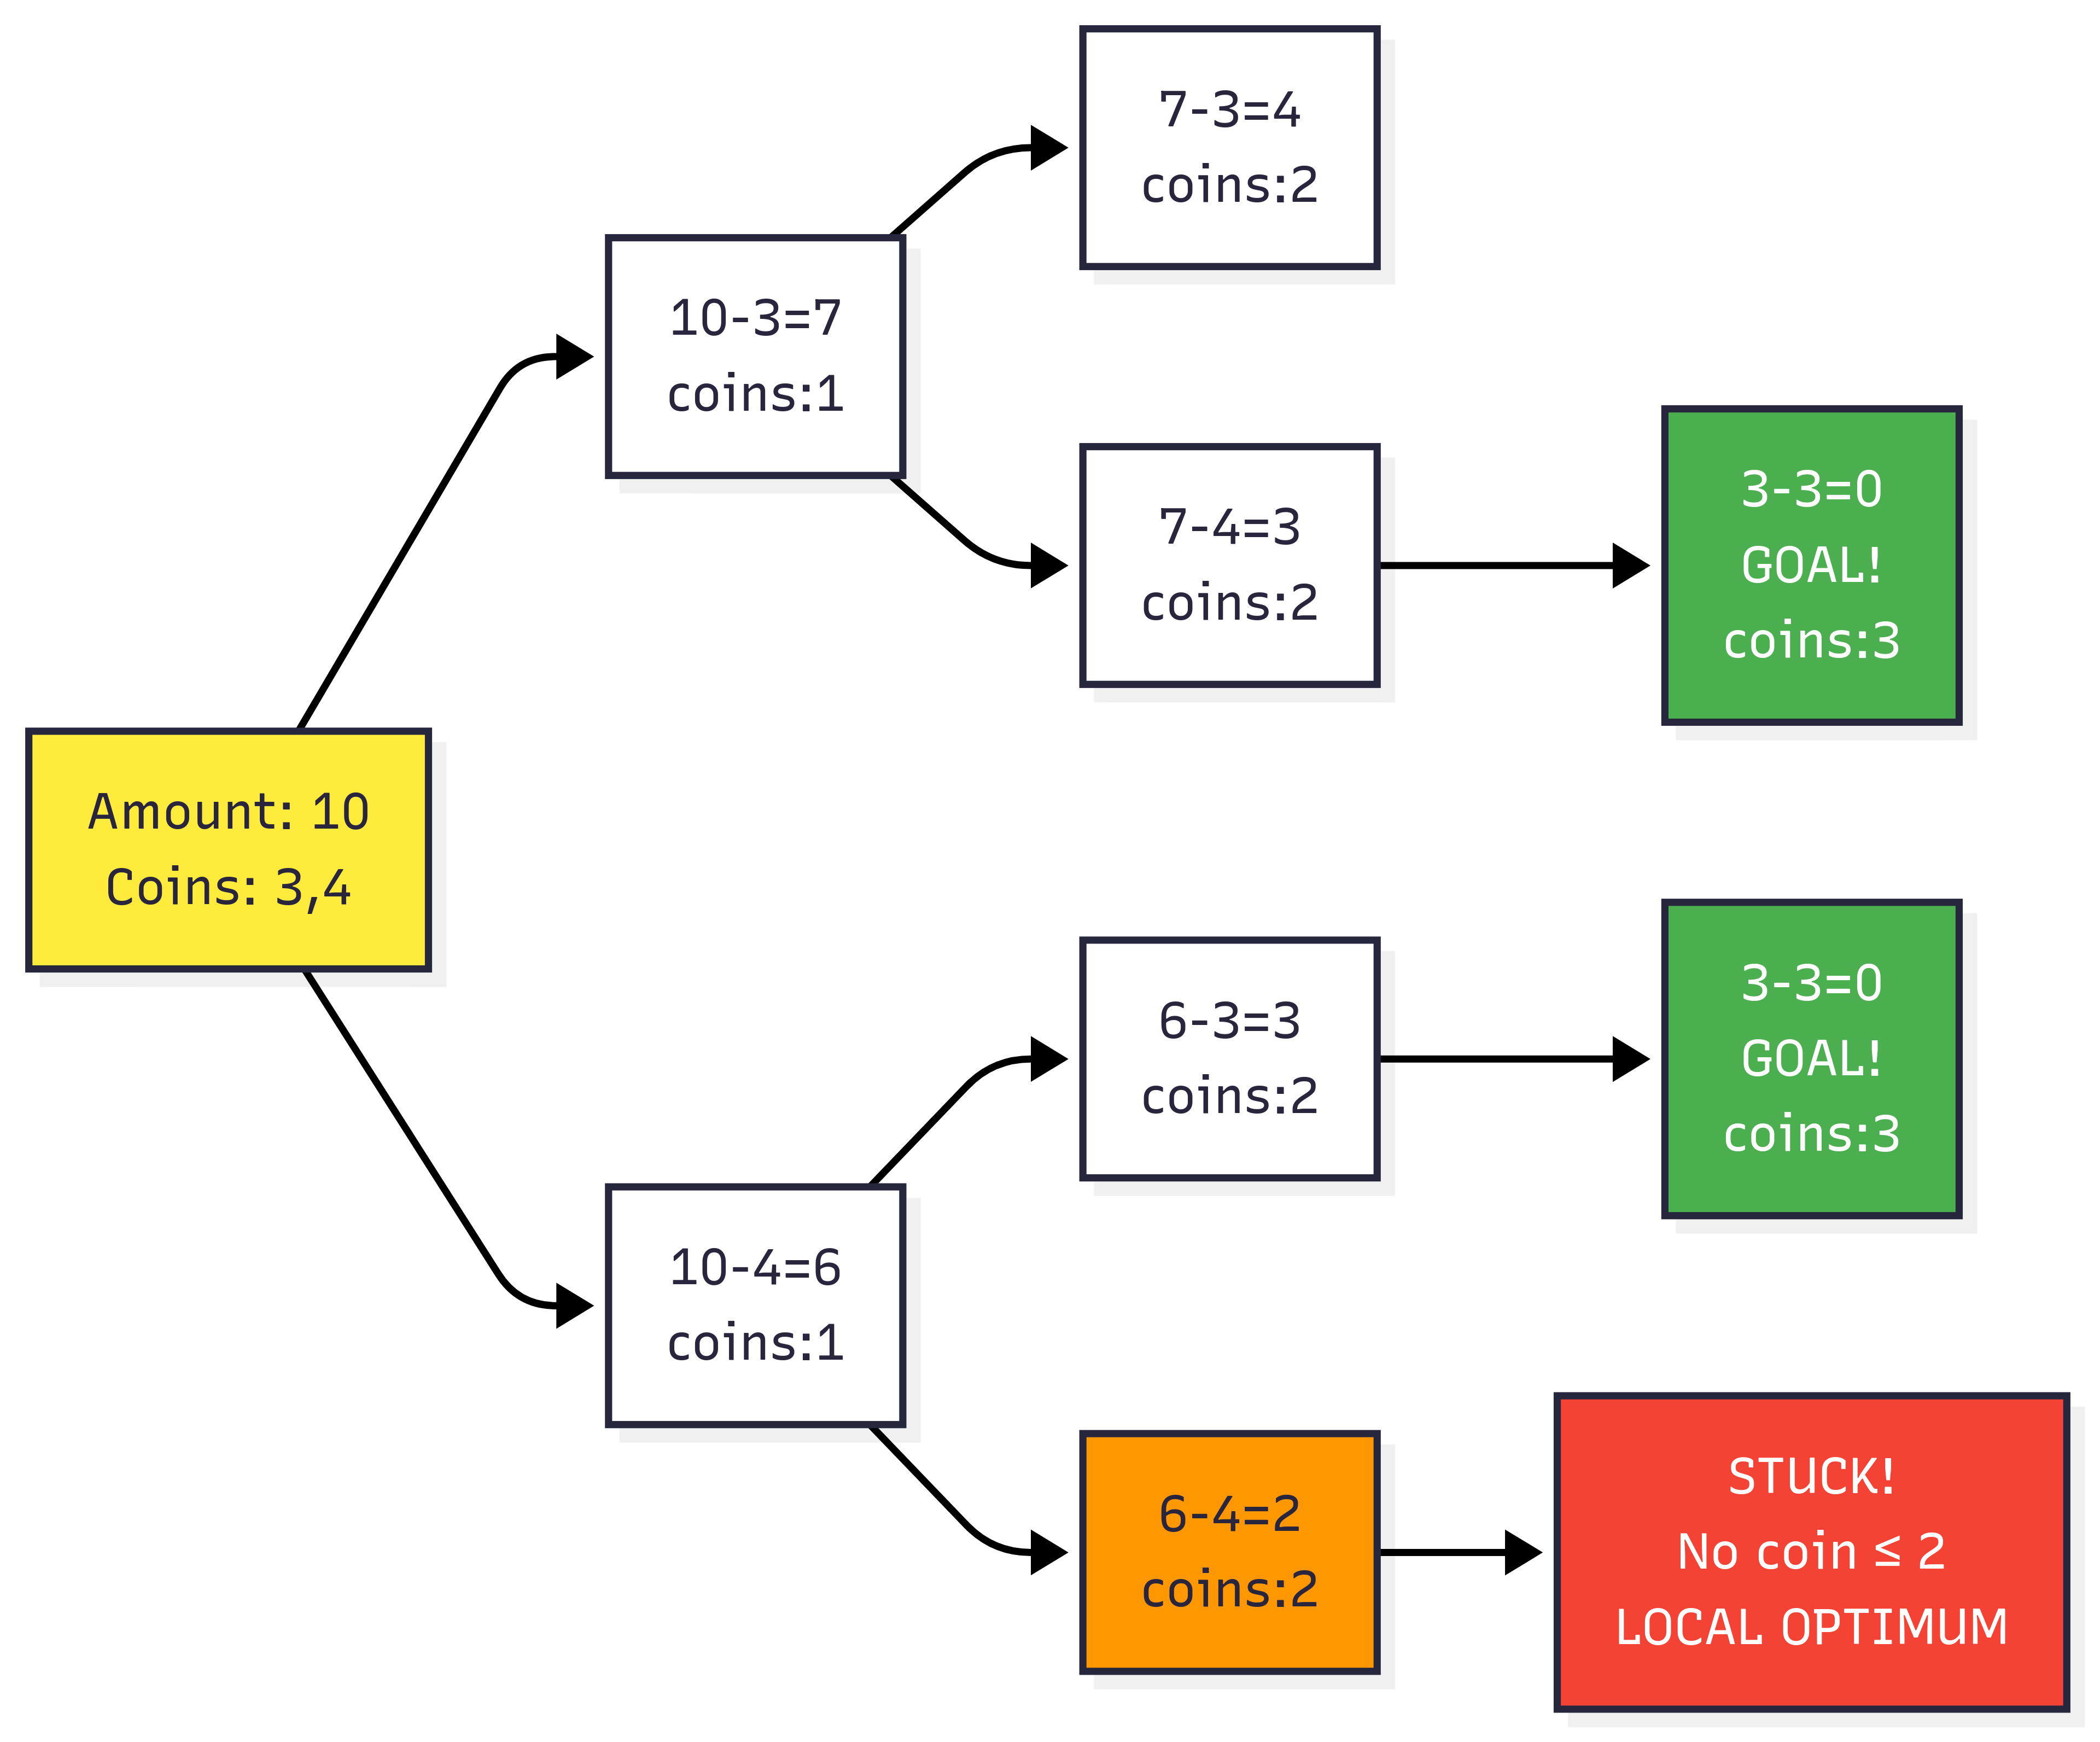 Amount: 10
Coins: 3,4
10-3=7
coins:1
10-4=6
coins:1
7-3=4
coins:2
7-4=3
coins:2
6-3=3
coins:2
6-4=2
coins:2
3-3=0
GOAL!
coins:3
3-3=0
GOAL!
coins:3
STUCK!
No coin ≤ 2
LOCAL OPTIMUM